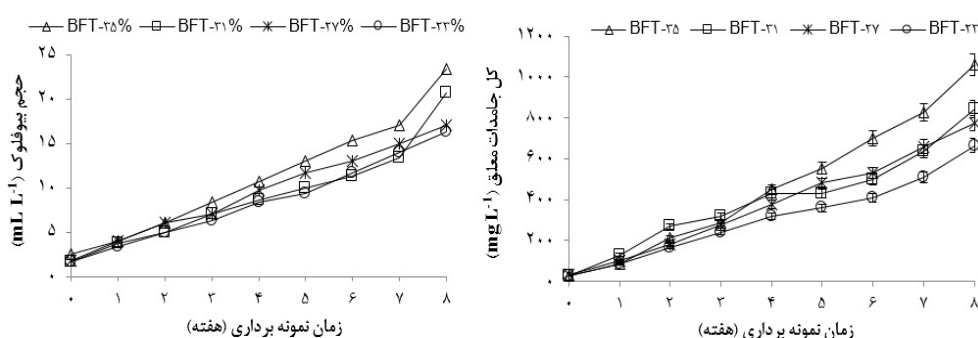 BFT-۳۵% BFT-۳۱% BFT-۲۷% BFT-۲۳%
۲۵
۲۰
۱۵
۱۰
۵
۰
حجم بیوفلوک (mL L-1)
۰ ۱ ۲ ۳ ۴ ۵ ۶ ۷ ۸
زمان نمونه برداری (هفته)
BFT-۳۵ BFT-۳۱ BFT-۲۷ BFT-۲۳
۱۲۰۰
۱۰۰۰
۸۰۰
۶۰۰
۴۰۰
۲۰۰
۰
کل جامدات معلق (mg L-1)
۰ ۱ ۲ ۳ ۴ ۵ ۶ ۷ ۸
زمان نمونه برداری (هفته)